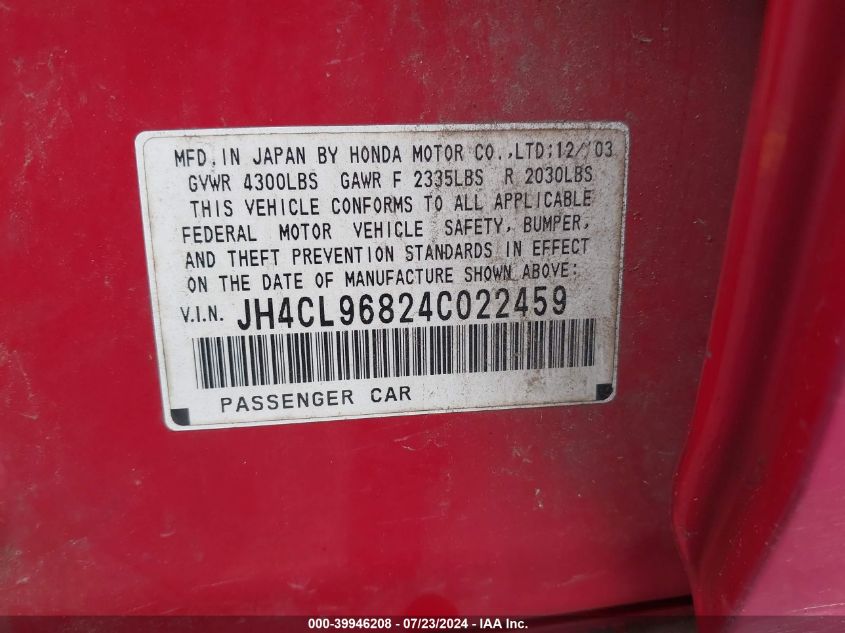 MFD. IN JAPAN BY HONDA MOTOR CO., LTD; 12/'03
GVWR 4300LBS GAWR F 2335LBS R 2030LBS
THIS VEHICLE CONFORMS TO ALL APPLICABLE
FEDERAL MOTOR VEHICLE SAFETY, BUMPER,
AND THEFT PREVENTION STANDARDS IN EFFECT
ON THE DATE OF MANUFACTURE SHOWN ABOVE;
V.I.N. JH4CL96824C022459
PASSENGER CAR
000-39946208 - 07/23/2024 - IAA Inc.